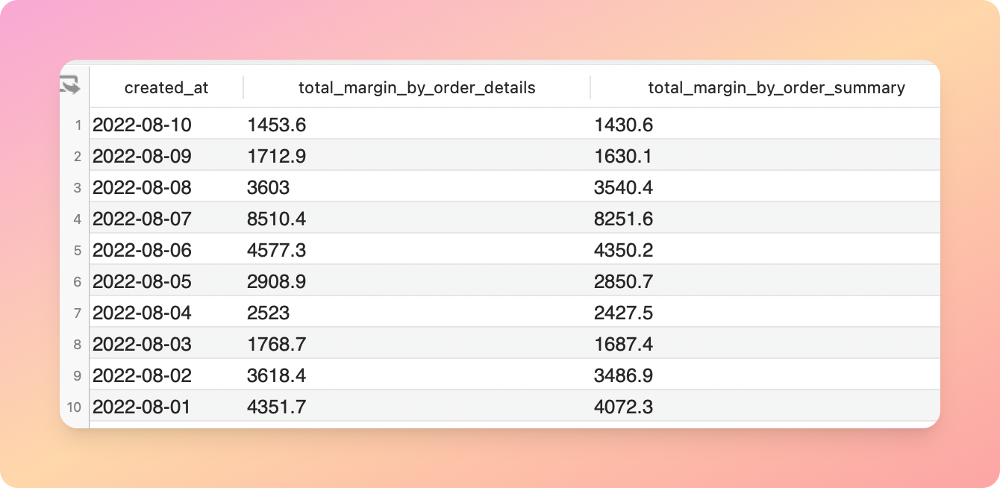 created_at total_margin_by_order_details total_margin_by_order_summary
1 2022-08-10 1453.6 1430.6
2 2022-08-09 1712.9 1630.1
3 2022-08-08 3603 3540.4
4 2022-08-07 8510.4 8251.6
5 2022-08-06 4577.3 4350.2
6 2022-08-05 2908.9 2850.7
7 2022-08-04 2523 2427.5
8 2022-08-03 1768.7 1687.4
9 2022-08-02 3618.4 3486.9
10 2022-08-01 4351.7 4072.3